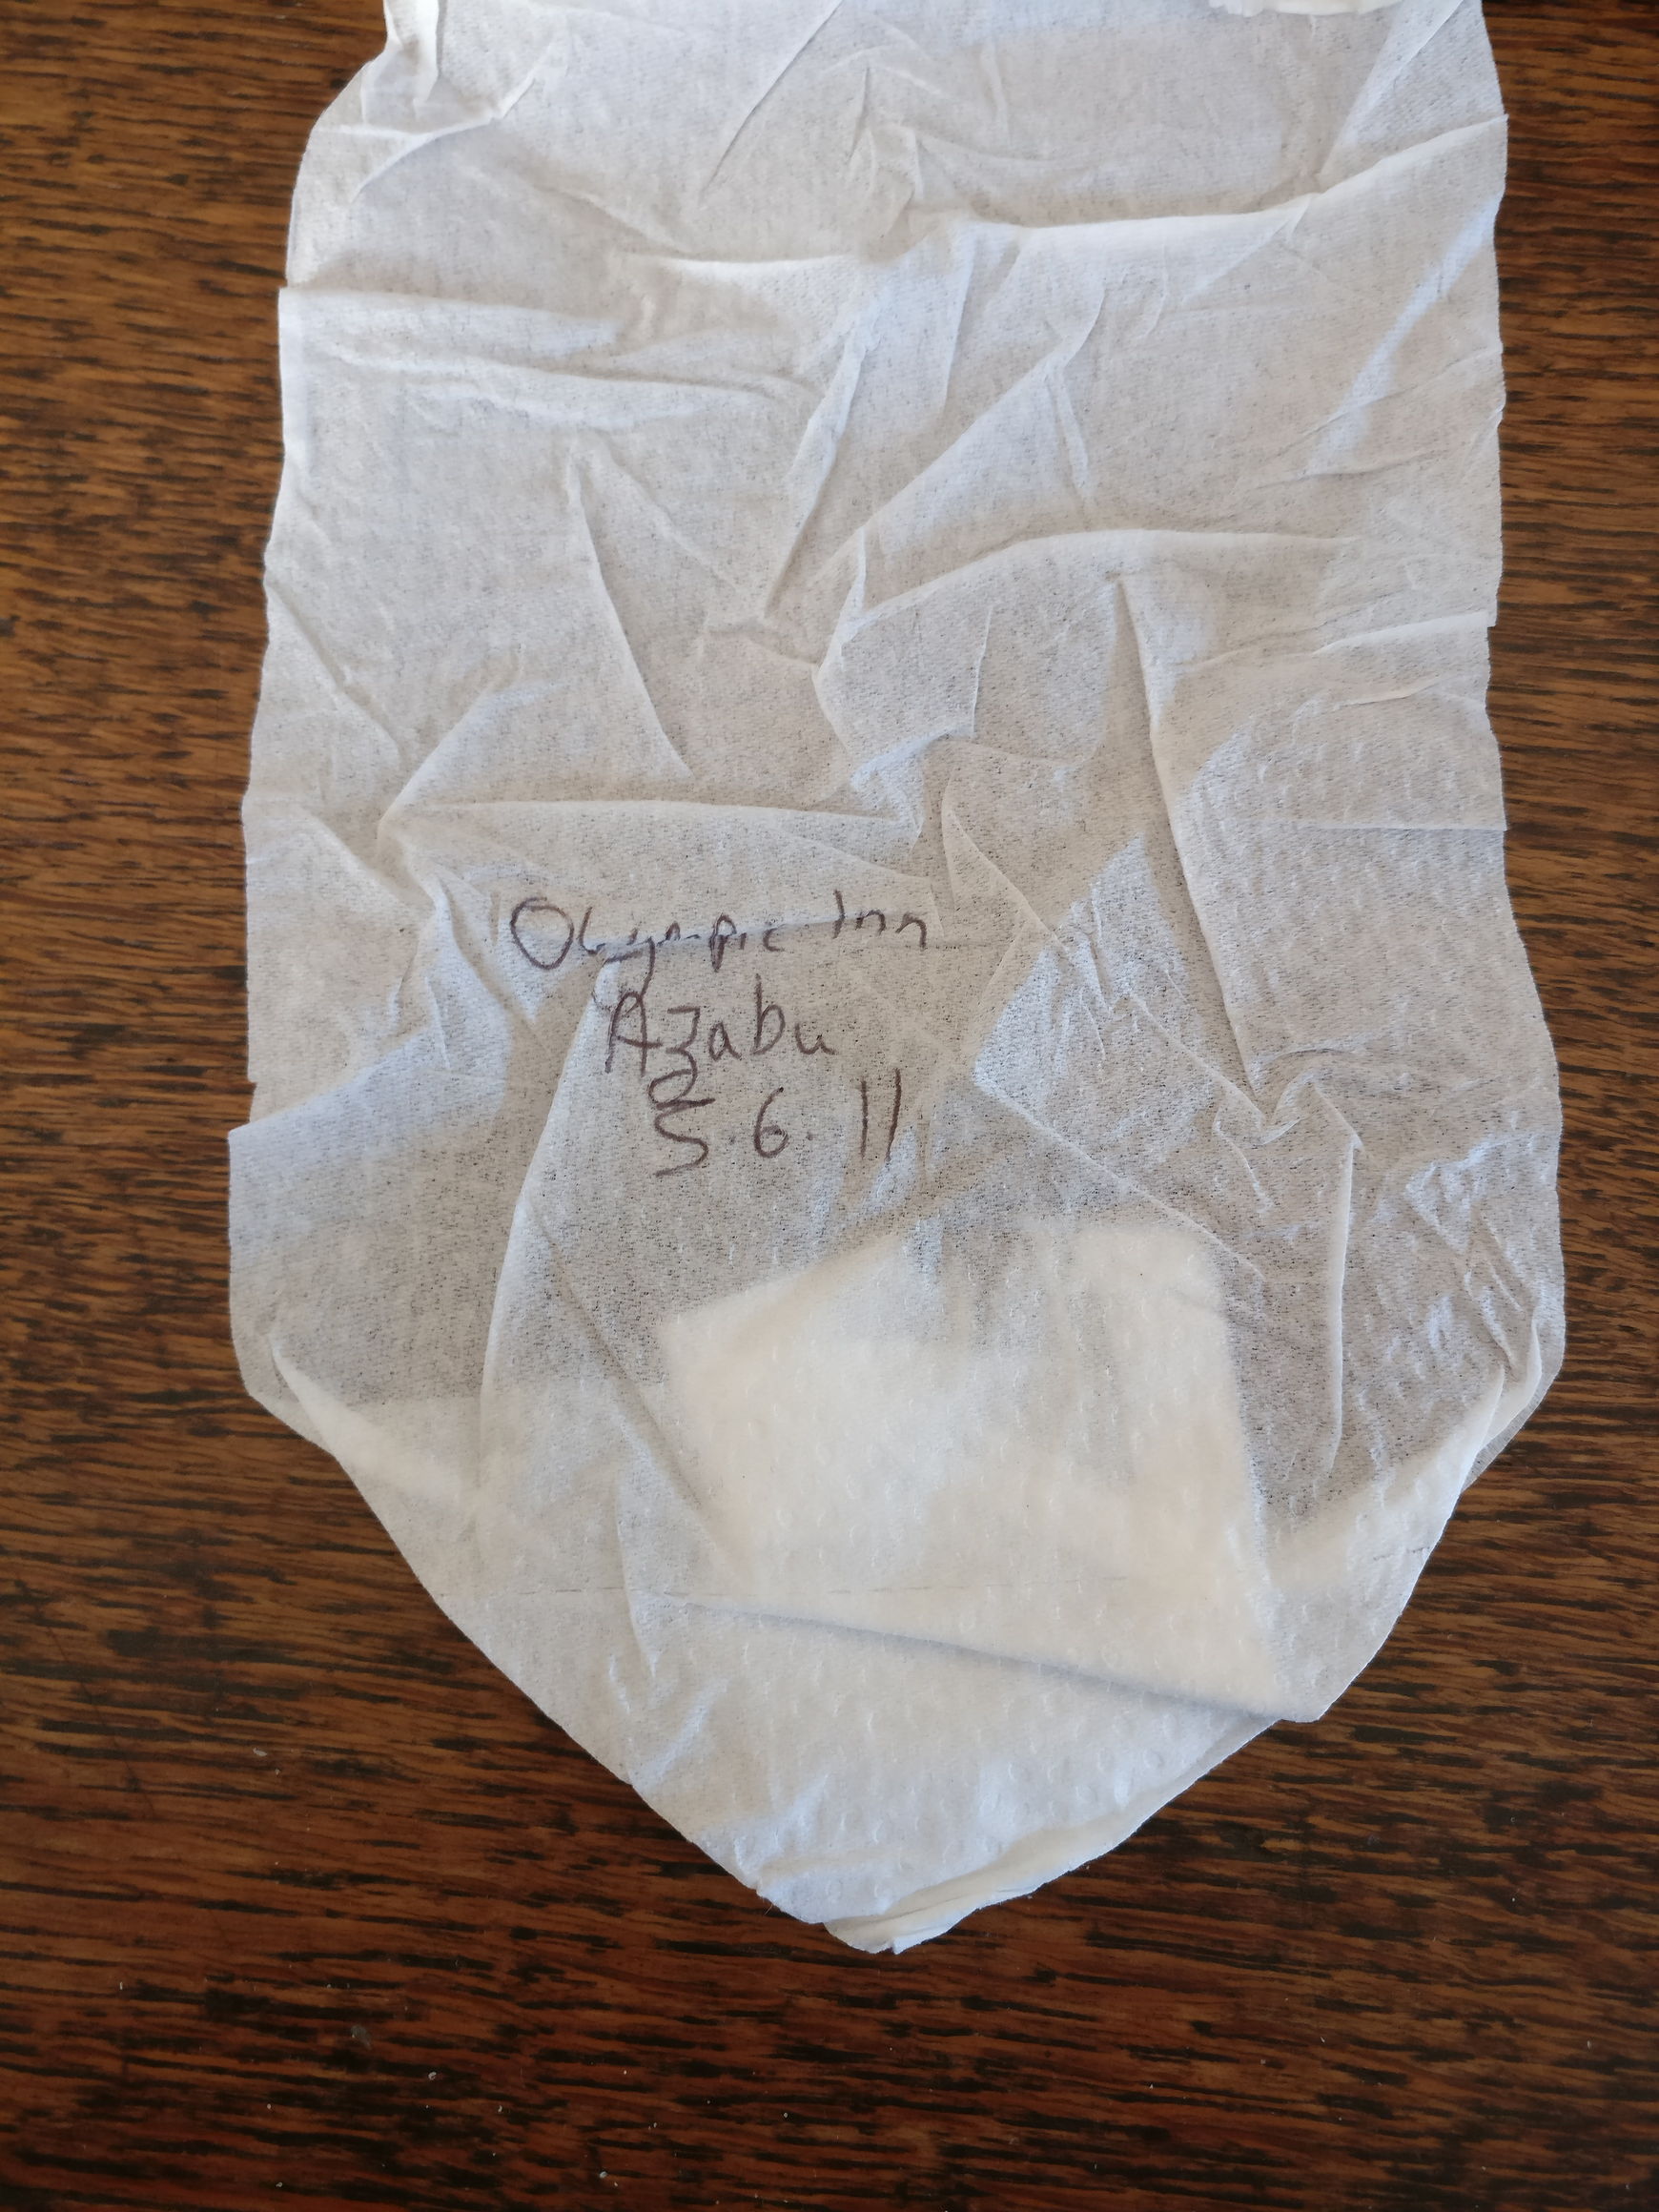 Olympic Inn
Azabu
5.6.11